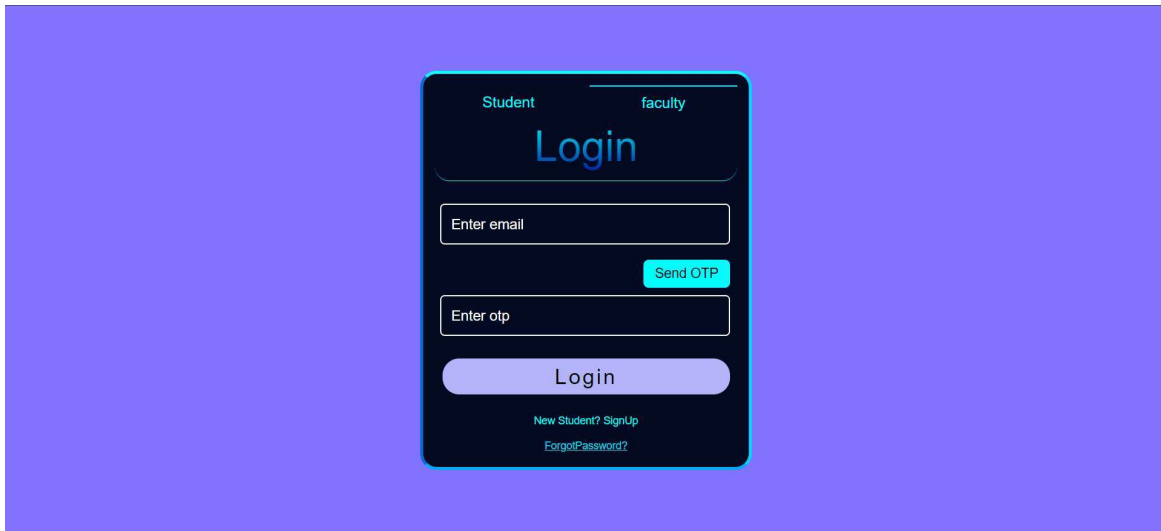 Student faculty
Login
Enter email
Send OTP
Enter otp
Login
New Student? SignUp
ForgotPassword?